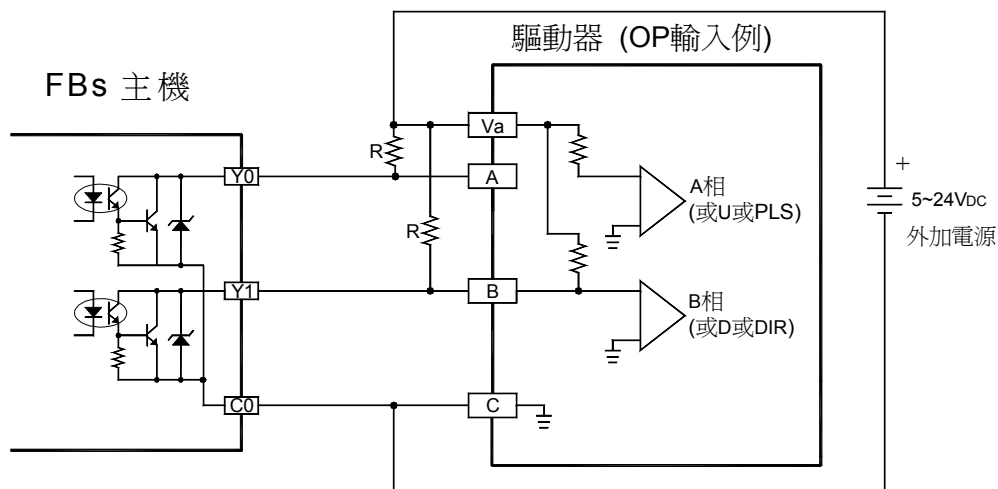 驅動器 (OP輸入例)
FBs 主機
Va
R
Y0
A
A相
(或U或PLS)
+
5~24VDC
外加電源
R
Y1
B
B相
(或D或DIR)
C0
C